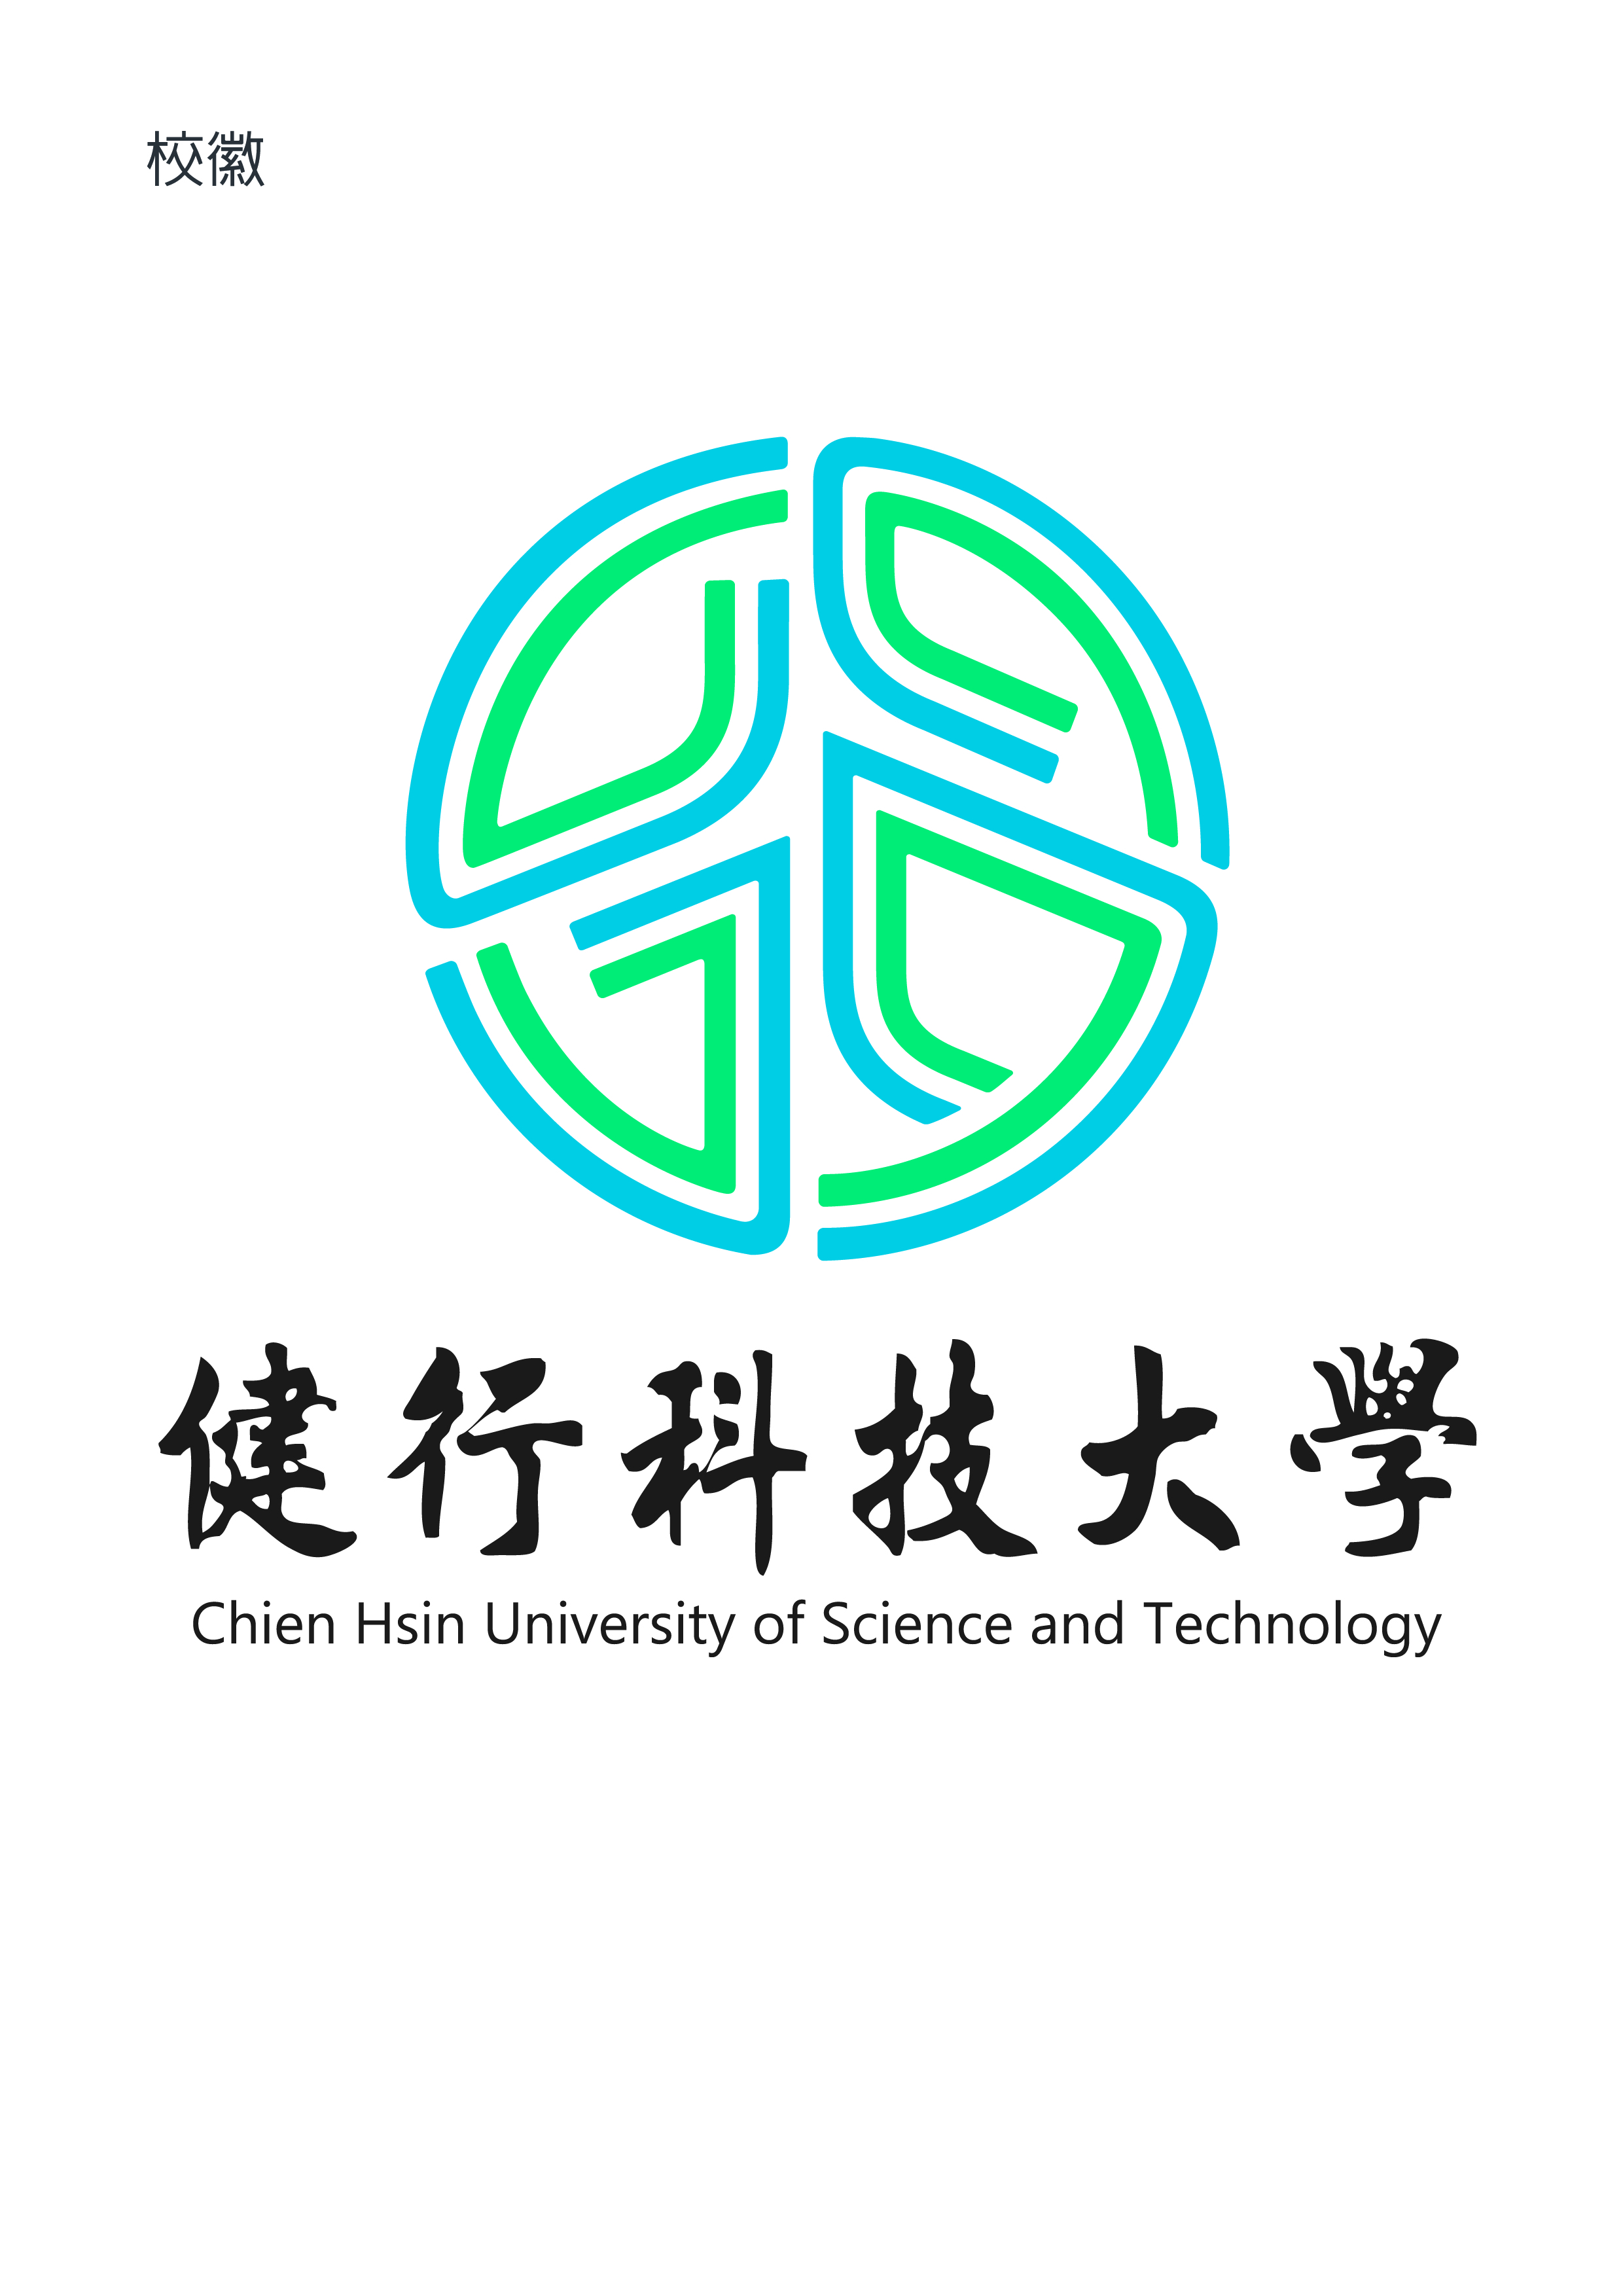 校徽
健行科技大學
Chien Hsin University of Science and Technology